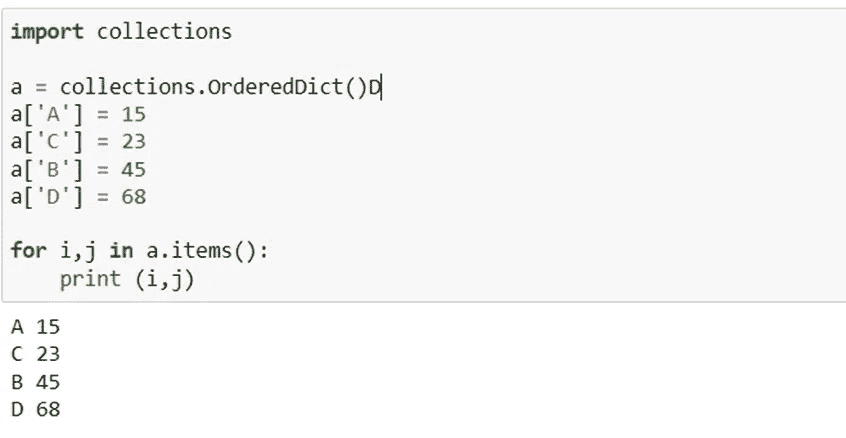 import collections
a = collections.OrderedDict()D
a['A'] = 15
a['C'] = 23
a['B'] = 45
a['D'] = 68
for i,j in a.items():
    print (i,j)
A 15
C 23
B 45
D 68